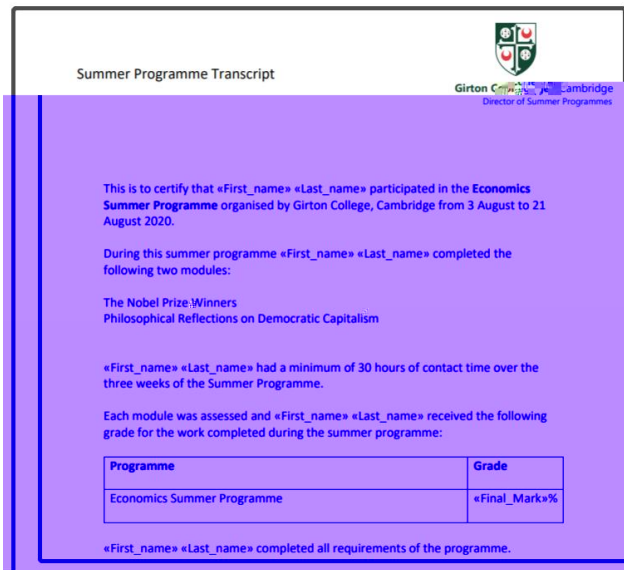 Summer Programme Transcript
Girton Cambridge
Director of Summer Programmes
This is to certify that «First_name» «Last_name» participated in the Economics
Summer Programme organised by Girton College, Cambridge from 3 August to 21
August 2020.
During this summer programme «First_name» «Last_name» completed the
following two modules:
The Nobel Prize Winners
Philosophical Reflections on Democratic Capitalism
«First_name» «Last_name» had a minimum of 30 hours of contact time over the
three weeks of the Summer Programme.
Each module was assessed and «First_name» «Last_name» received the following
grade for the work completed during the summer programme:
Programme Grade
Economics Summer Programme «Final_Mark»%
«First_name» «Last_name» completed all requirements of the programme.